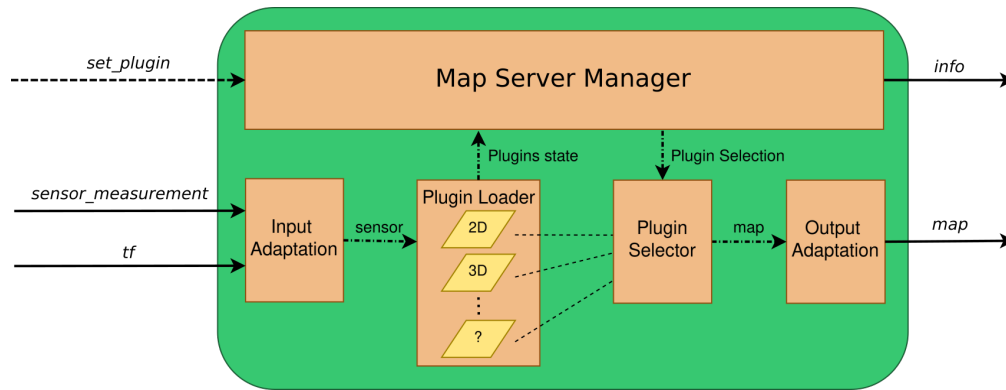 set_plugin
Map Server Manager
info
Plugins state
Plugin Selection
sensor_measurement
tf
Input
Adaptation
sensor
Plugin Loader
2D
3D
?
Plugin
Selector
map
Output
Adaptation
map